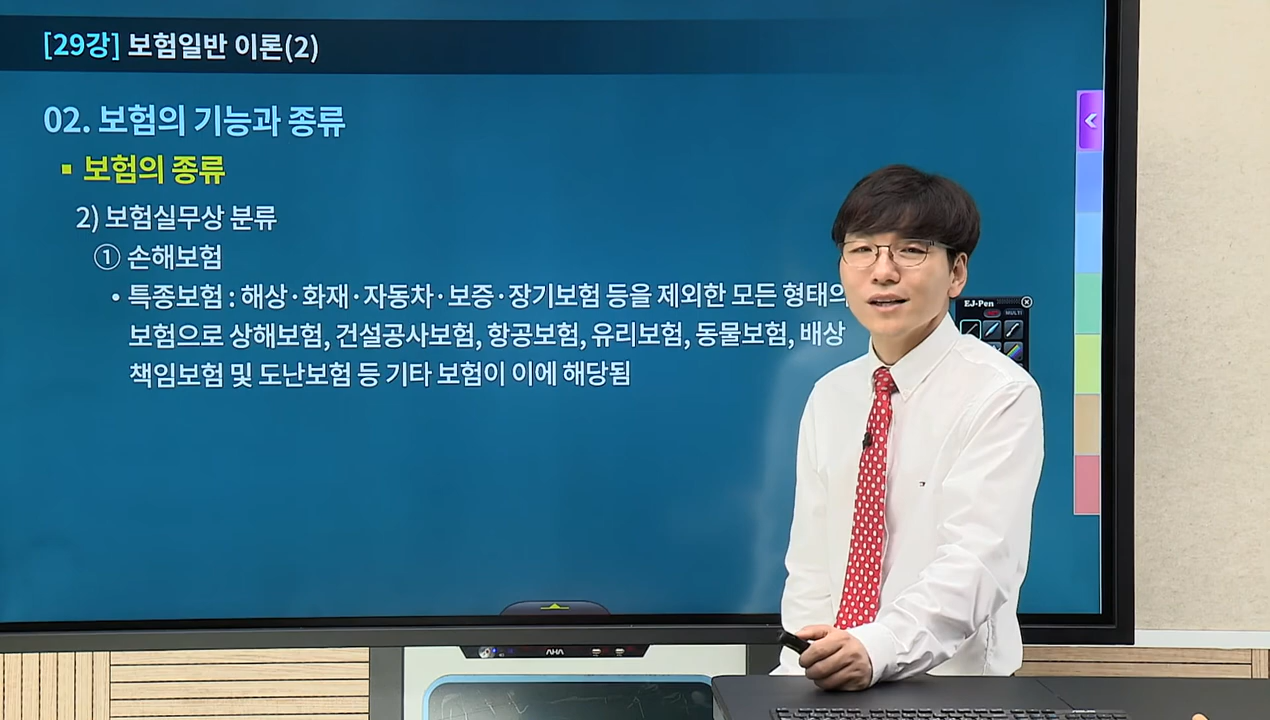 [29강] 보험일반 이론(2)
02. 보험의 기능과 종류
▪ 보험의 종류
2) 보험실무상 분류
① 손해보험
• 특종보험 : 해상·화재·자동차·보증·장기보험 등을 제외한 모든 형태의
보험으로 상해보험, 건설공사보험, 항공보험, 유리보험, 동물보험, 배상
책임보험 및 도난보험 등 기타 보험이 이에 해당됨
EJ-Pen
MULTI
AHA